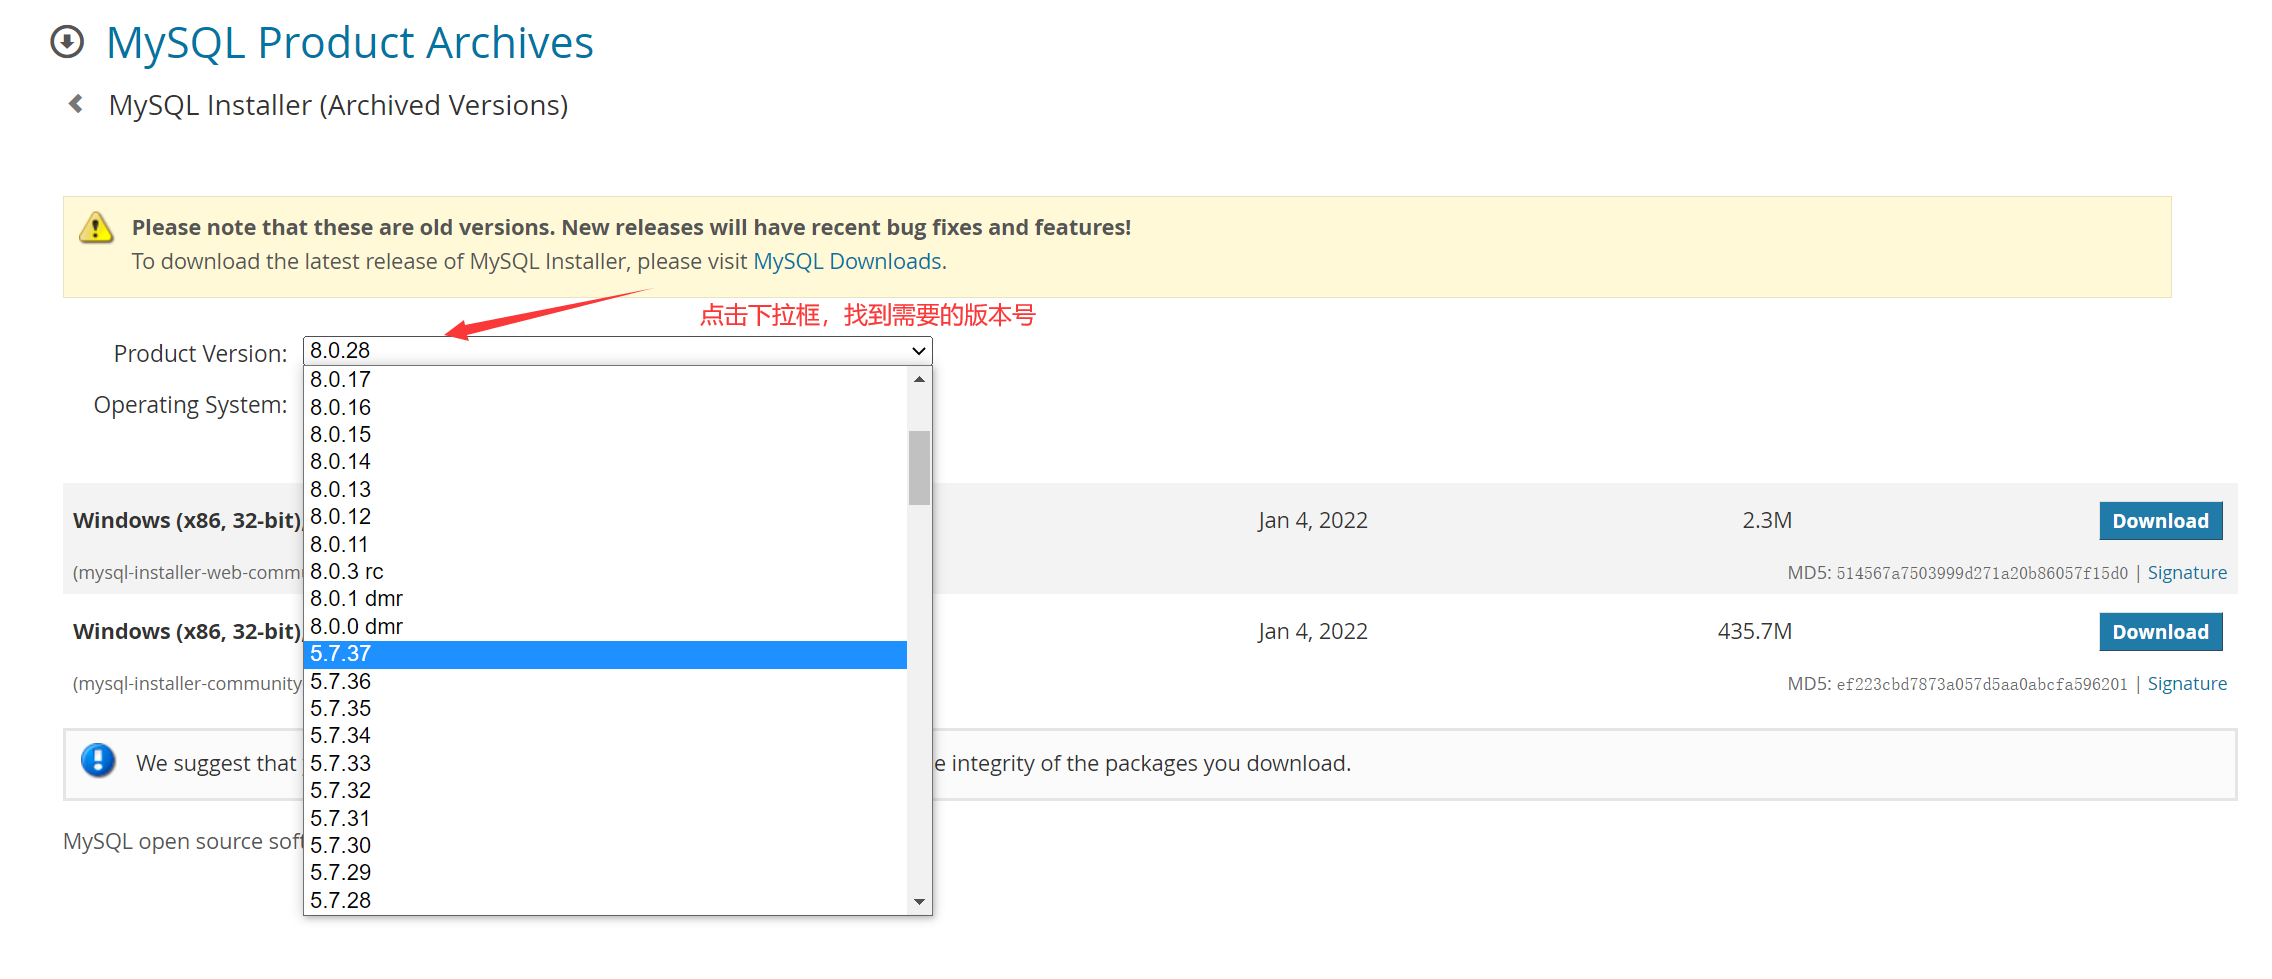 MySQL Product Archives
MySQL Installer (Archived Versions)
Please note that these are old versions. New releases will have recent bug fixes and features!
To download the latest release of MySQL Installer, please visit MySQL Downloads.
点击下拉框，找到需要的版本号
Product Version: 8.0.28
8.0.17
Operating System:
8.0.16
8.0.15
8.0.14
8.0.13
8.0.12
8.0.11
8.0.3 rc
8.0.1 dmr
8.0.0 dmr
5.7.37
5.7.36
5.7.35
5.7.34
5.7.33
5.7.32
5.7.31
5.7.30
5.7.29
5.7.28
Windows (x86, 32-bit), Jan 4, 2022 2.3M Download
(mysql-installer-web-comm MD5: 514567a7503999d271a20b86057f15d0 | Signature
Windows (x86, 32-bit), Jan 4, 2022 435.7M Download
(mysql-installer-community MD5: ef223cbd7873a057d5aa0abcfa596201 | Signature
We suggest that e integrity of the packages you download.
MySQL open source sof